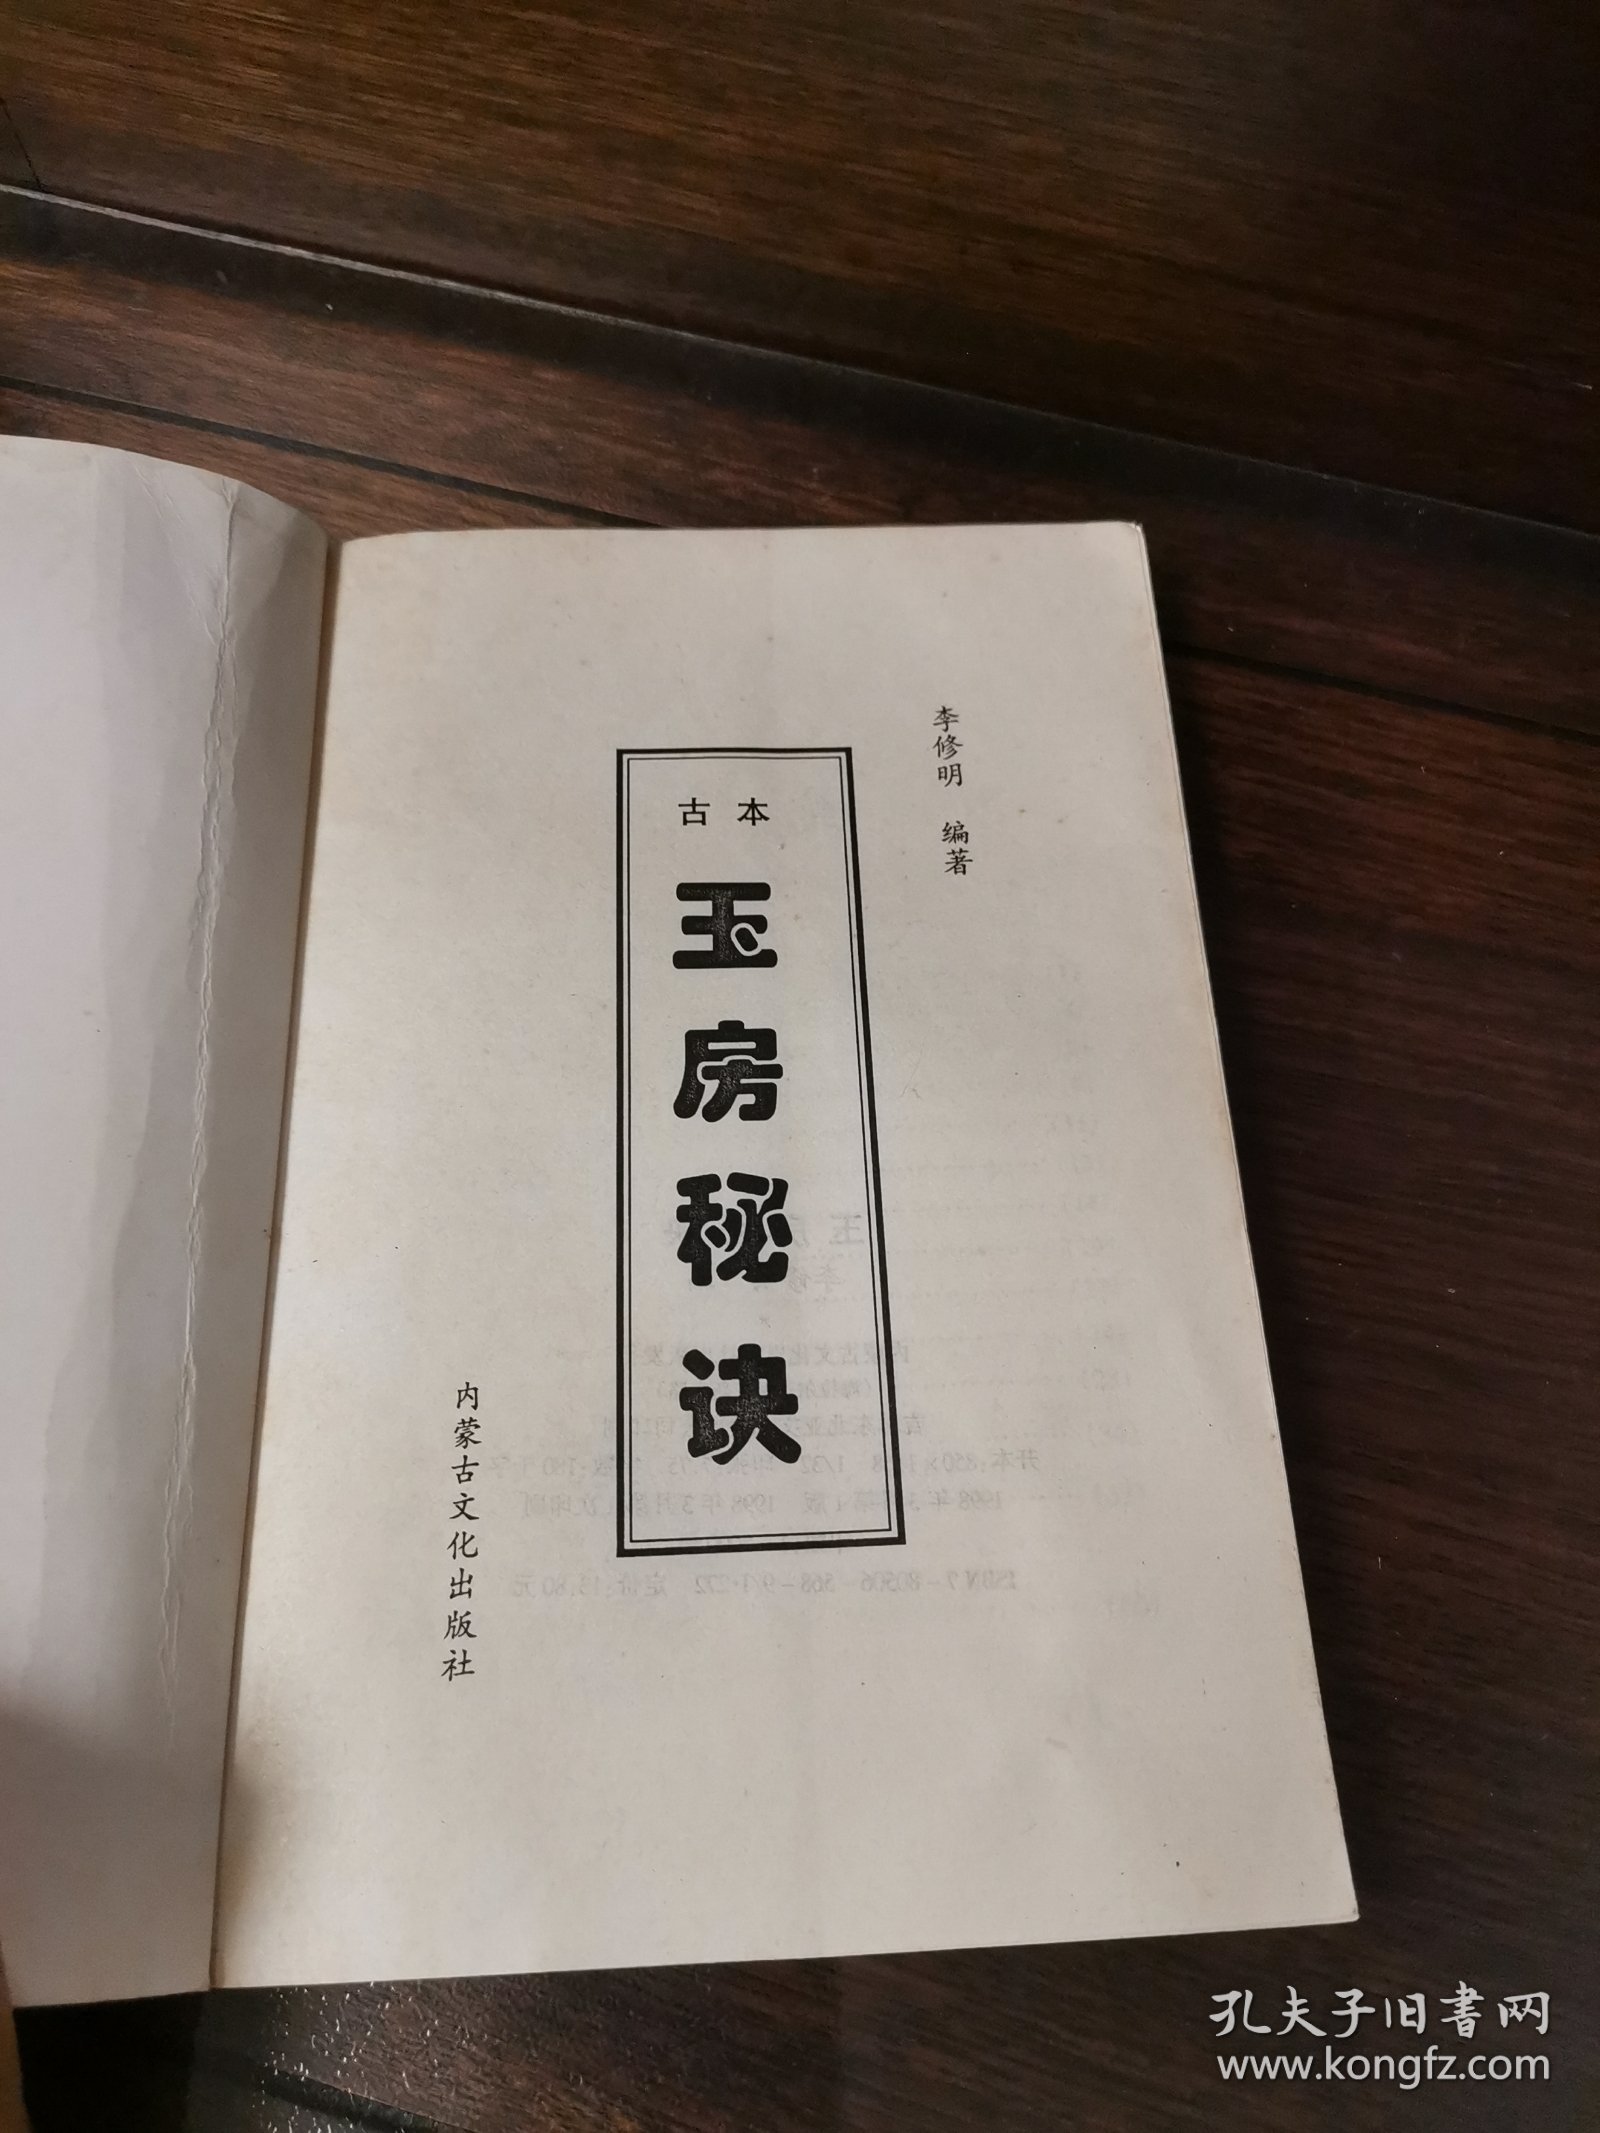 李修明 编著
古本
玉房秘诀
内蒙古文化出版社
孔夫子旧书网
www.kongfz.com